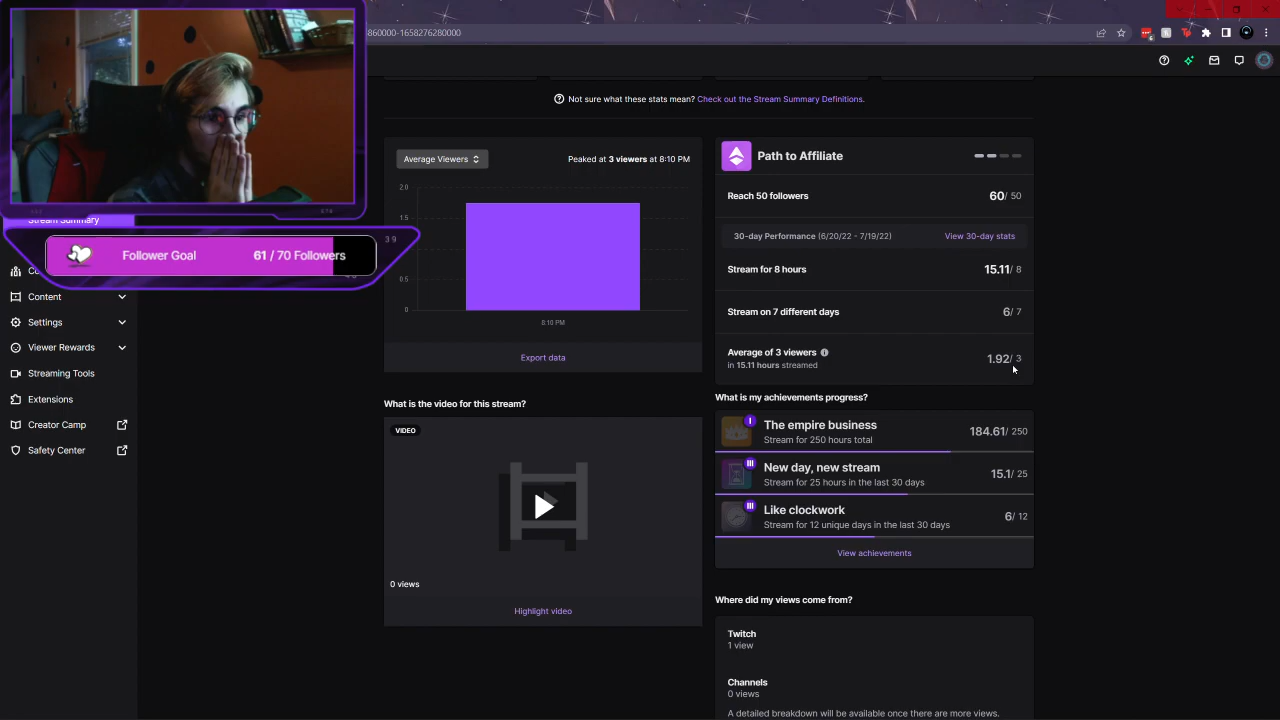 860000-1658276280000
Not sure what these stats mean? Check out the Stream Summary Definitions.
Average Viewers
Peaked at 3 viewers at 8:10 PM
2.0
1.5
0.5
0
8:10 PM
Export data
Path to Affiliate
Reach 50 followers
60/ 50
30-day Performance (6/20/22 - 7/19/22)
View 30-day stats
Stream for 8 hours
15.11/ 8
Stream on 7 different days
6/ 7
Average of 3 viewers
in 15.11 hours streamed
1.92/ 3
Stream Summary
Follower Goal
61 / 70 Followers
3 9
Content
Settings
Viewer Rewards
Streaming Tools
Extensions
Creator Camp
Safety Center
What is the video for this stream?
VIDEO
0 views
Highlight video
What is my achievements progress?
I
The empire business
Stream for 250 hours total
184.61/ 250
III
New day, new stream
Stream for 25 hours in the last 30 days
15.1/ 25
III
Like clockwork
Stream for 12 unique days in the last 30 days
6/ 12
View achievements
Where did my views come from?
Twitch
1 view
Channels
0 views
A detailed breakdown will be available once there are more views.